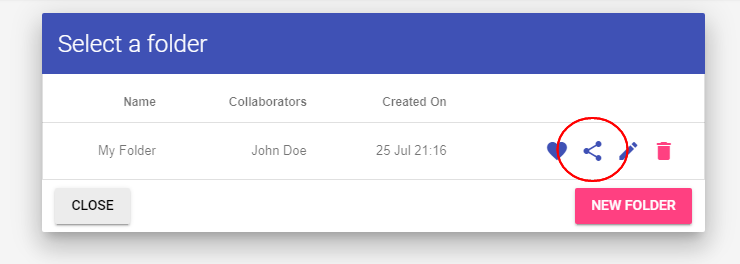 Select a folder
Name Collaborators Created On
My Folder John Doe 25 Jul 21:16
CLOSE NEW FOLDER